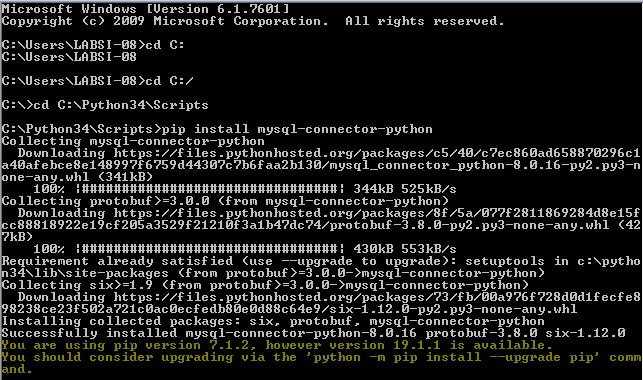 Microsoft Windows [Version 6.1.7601]
Copyright (c) 2009 Microsoft Corporation.  All rights reserved.
C:\Users\LABSI-08>cd C:
C:\Users\LABSI-08
C:\Users\LABSI-08>cd C:/
C:\>cd C:\Python34\Scripts
C:\Python34\Scripts>pip install mysql-connector-python
Collecting mysql-connector-python
  Downloading https://files.pythonhosted.org/packages/c5/40/c7ec860ad658870296c1
a40afebce8e148997f6759d44307c7b6faa2b130/mysql_connector_python-8.0.16-py2.py3-n
one-any.whl (341kB)
    100% |################################| 344kB 525kB/s
Collecting protobuf>=3.0.0 (from mysql-connector-python)
  Downloading https://files.pythonhosted.org/packages/8f/5a/077f2811869284d8e15f
cc88818922e19cf205a3529f21210f3a1b47dc74/protobuf-3.8.0-py2.py3-none-any.whl (42
7kB)
    100% |################################| 430kB 553kB/s
Requirement already satisfied (use --upgrade to upgrade): setuptools in c:\pytho
n34\lib\site-packages (from protobuf>=3.0.0->mysql-connector-python)
Collecting six>=1.9 (from protobuf>=3.0.0->mysql-connector-python)
  Downloading https://files.pythonhosted.org/packages/73/fb/00a976f728d0d1fecfe8
98238ce23f502a721c0ac0ecfedb80e0d88c64e9/six-1.12.0-py2.py3-none-any.whl
Installing collected packages: six, protobuf, mysql-connector-python
Successfully installed mysql-connector-python-8.0.16 protobuf-3.8.0 six-1.12.0
You are using pip version 7.1.2, however version 19.1.1 is available.
You should consider upgrading via the 'python -m pip install --upgrade pip' comm
and.